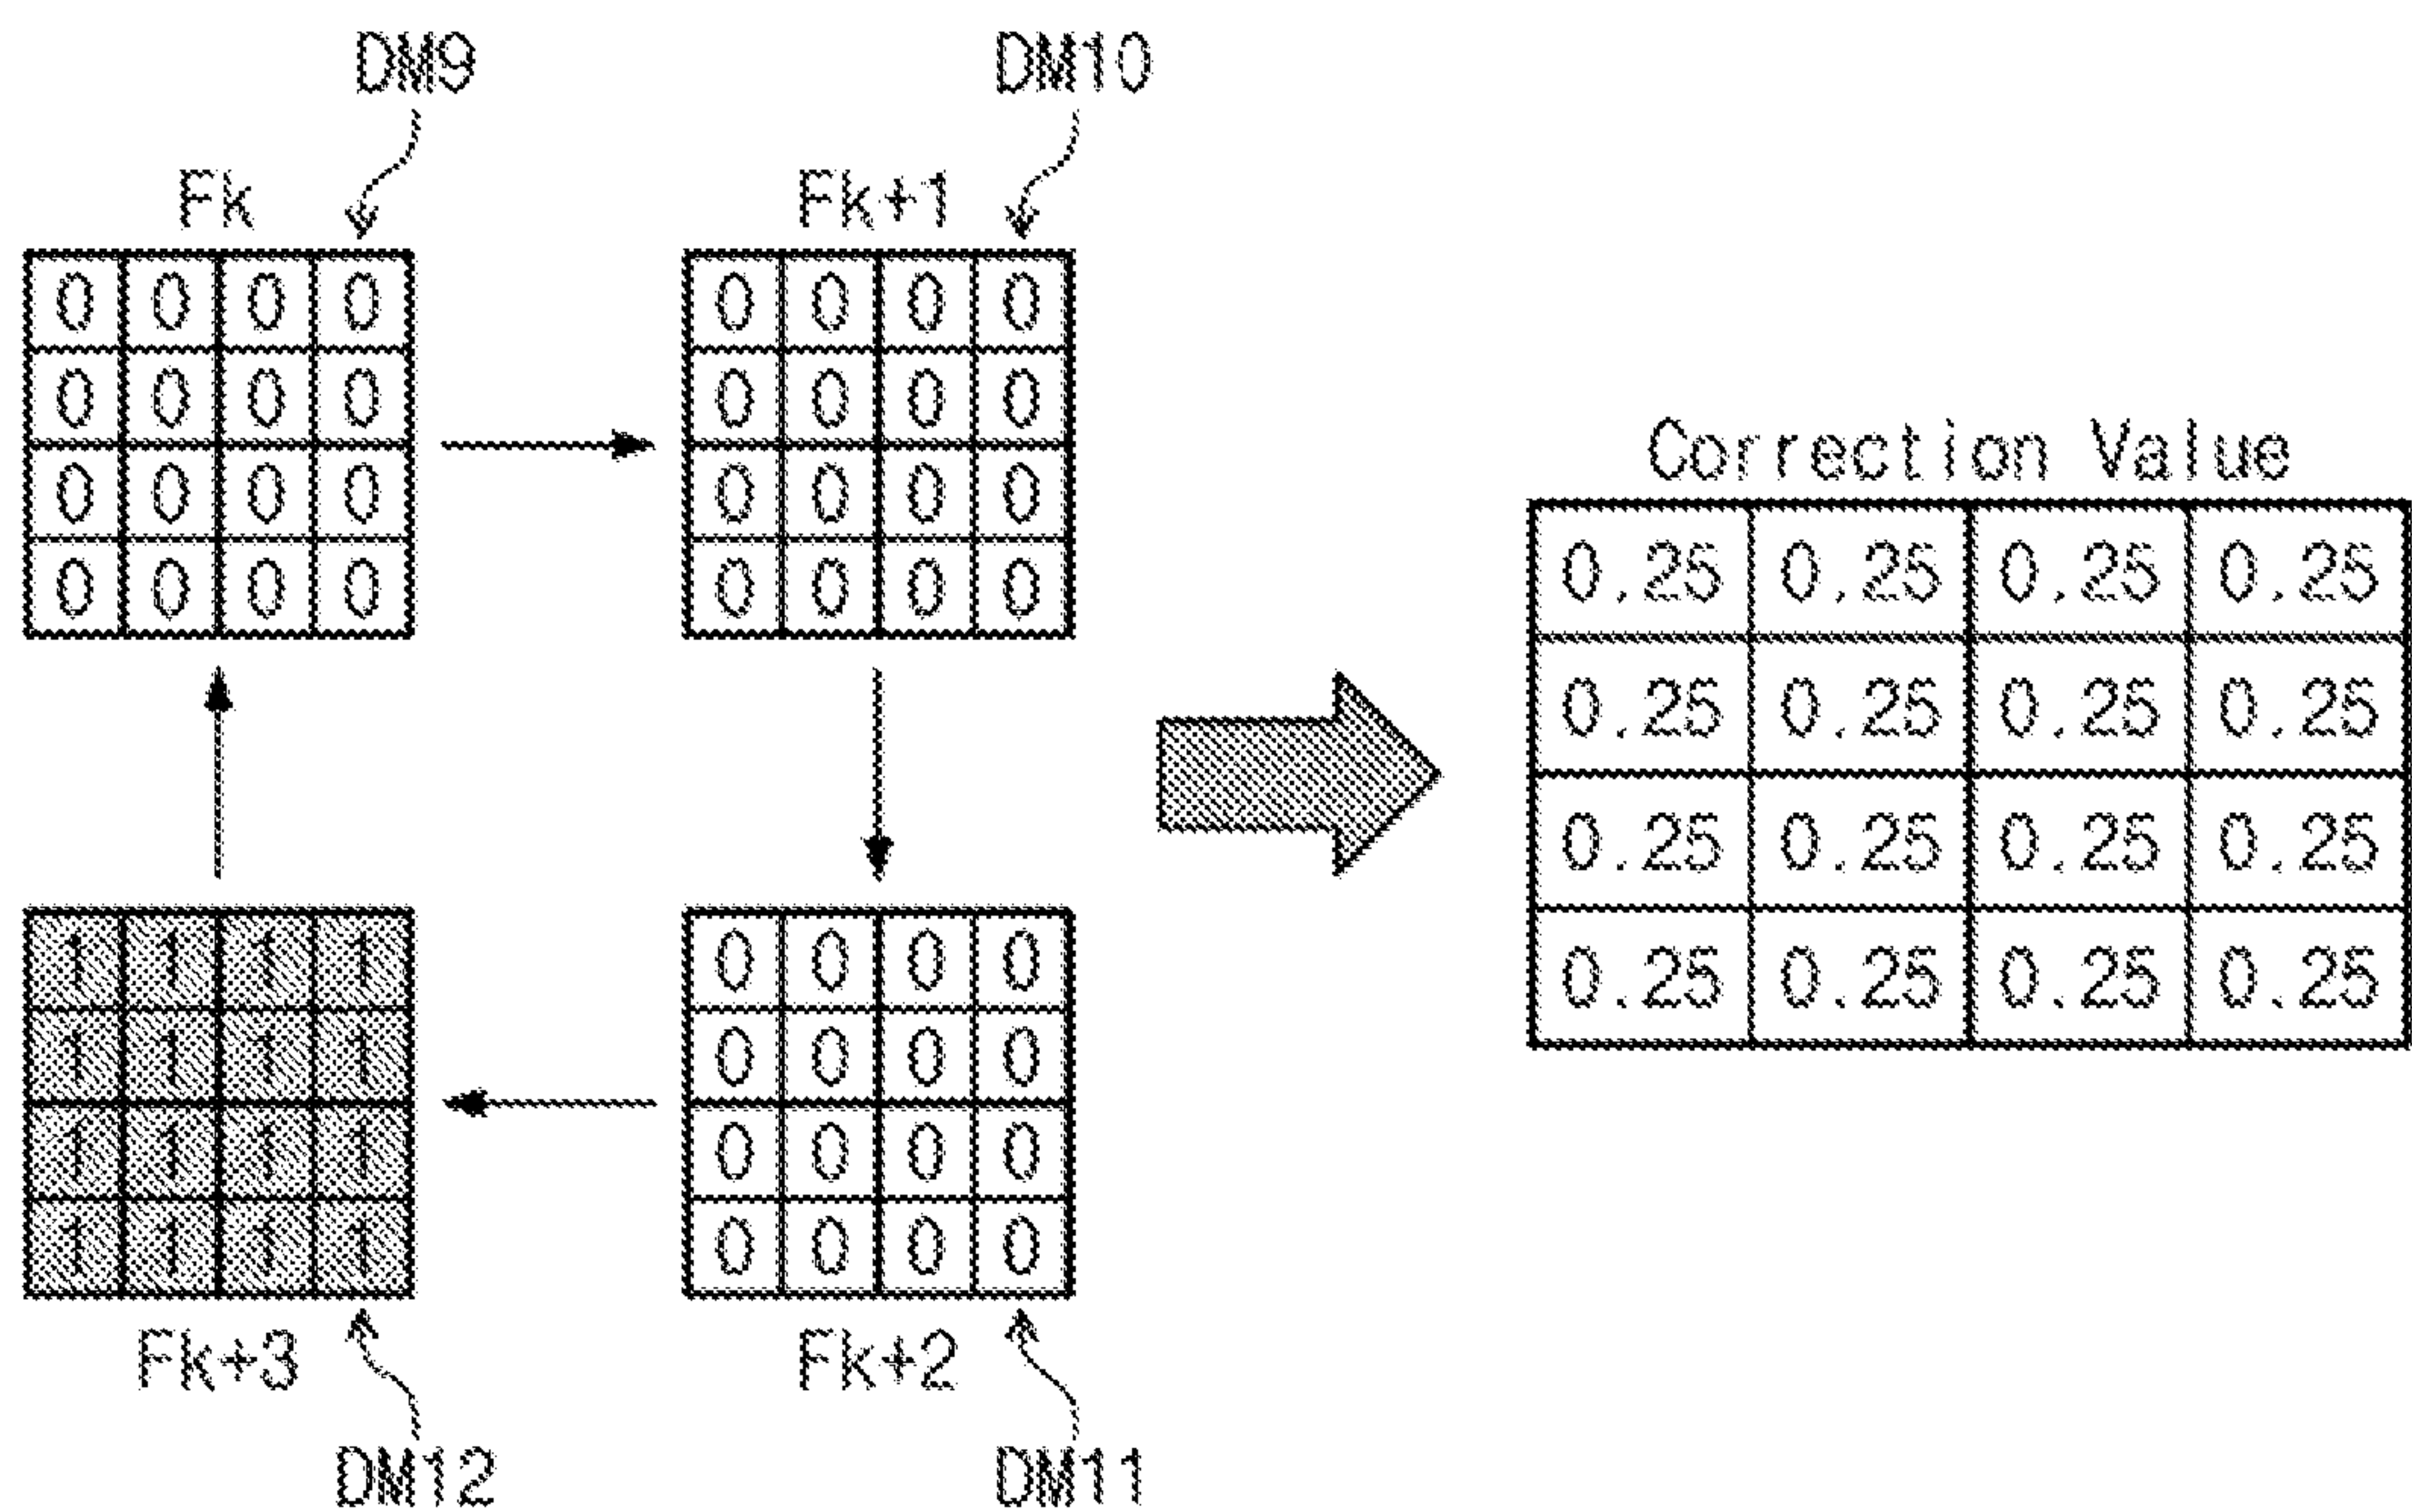 DM9
DM10
Fk
Fk+1
0 0 0 0
0 0 0 0
0 0 0 0
0 0 0 0
0 0 0 0
0 0 0 0
0 0 0 0
0 0 0 0
Correction Value
0.25 0.25 0.25 0.25
0.25 0.25 0.25 0.25
0.25 0.25 0.25 0.25
0.25 0.25 0.25 0.25
1 1 1 1
1 1 1 1
1 1 1 1
1 1 1 1
0 0 0 0
0 0 0 0
0 0 0 0
0 0 0 0
Fk+3
Fk+2
DM12
DM11